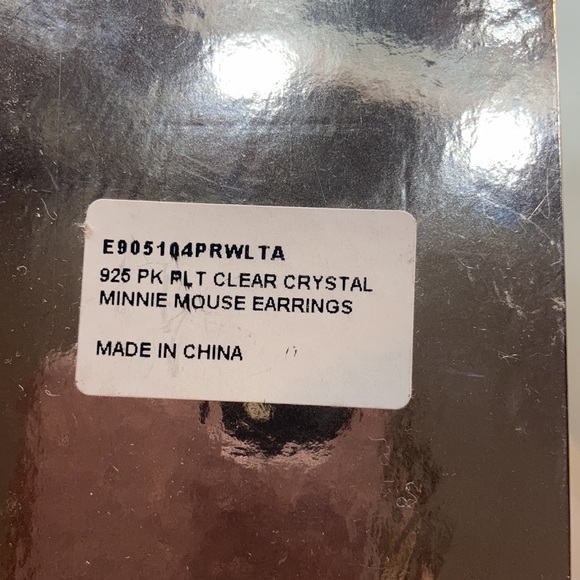 E905104PRWLTA
925 PK PLT CLEAR CRYSTAL
MINNIE MOUSE EARRINGS
MADE IN CHINA